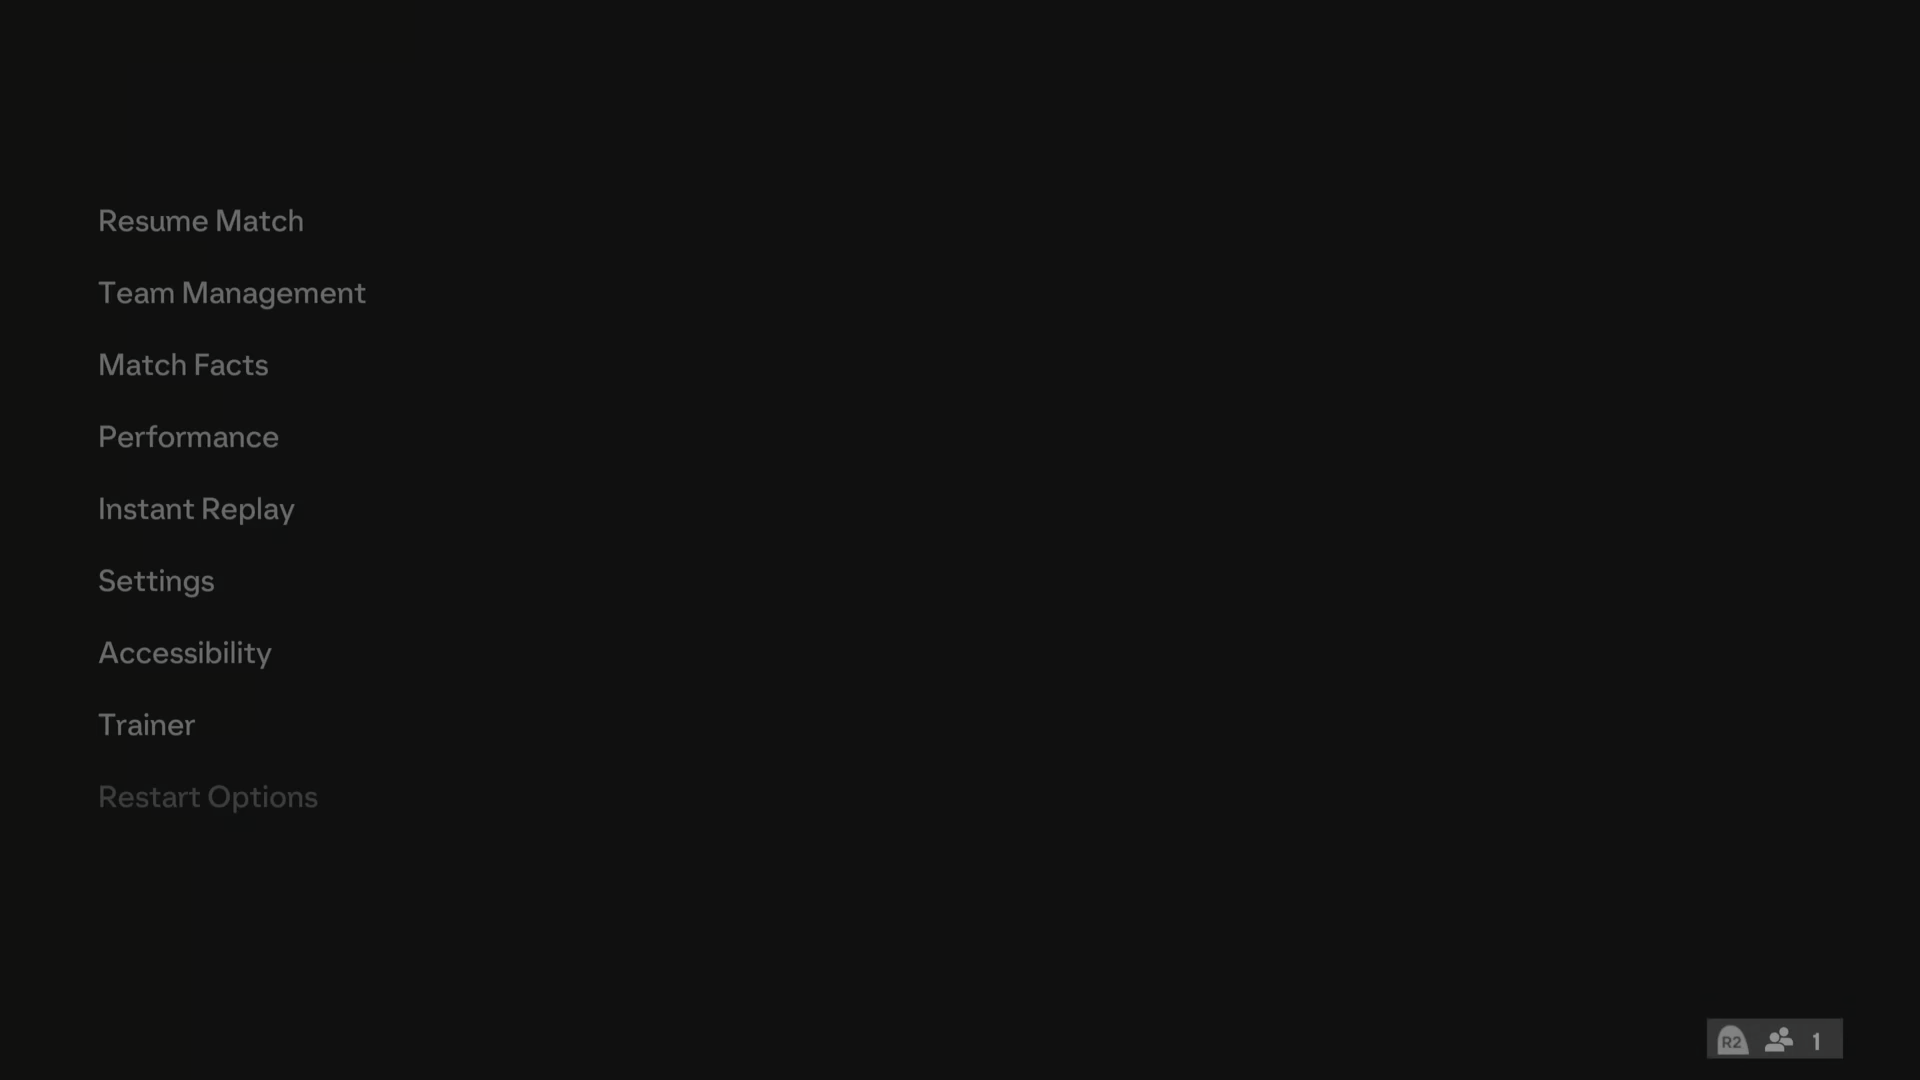 Resume Match
Team Management
Match Facts
Performance
Instant Replay
Settings
Accessibility
Trainer
Restart Options
R2 1